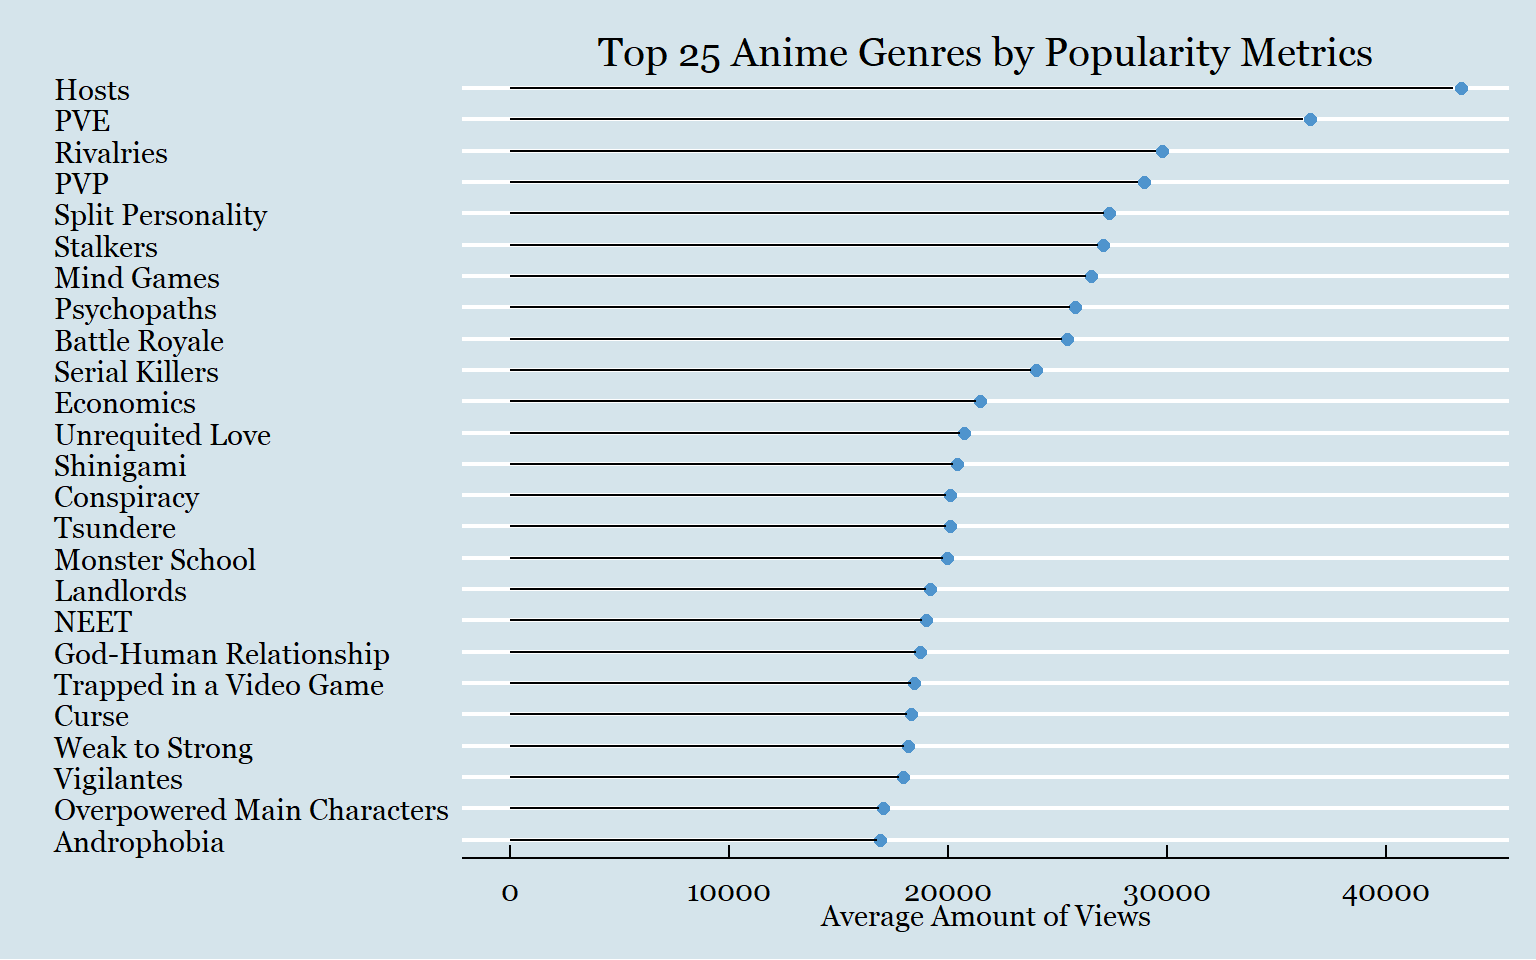 Top 25 Anime Genres by Popularity Metrics
Hosts
PVE
Rivalries
PVP
Split Personality
Stalkers
Mind Games
Psychopaths
Battle Royale
Serial Killers
Economics
Unrequited Love
Shinigami
Conspiracy
Tsundere
Monster School
Landlords
NEET
God-Human Relationship
Trapped in a Video Game
Curse
Weak to Strong
Vigilantes
Overpowered Main Characters
Androphobia
0 10000 20000 30000 40000
Average Amount of Views